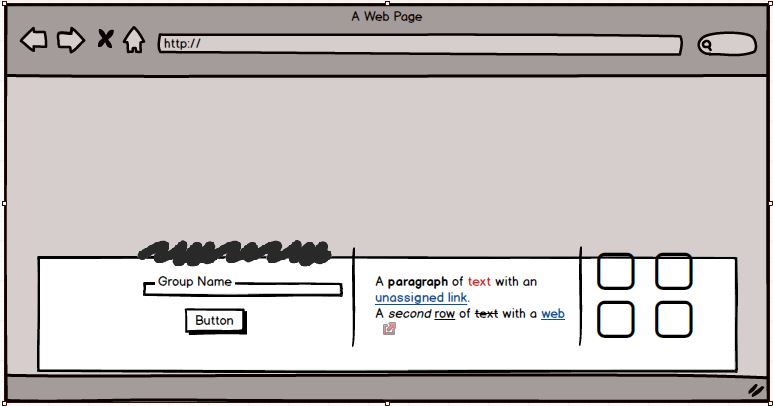 A Web Page
http://
Group Name
Button
A paragraph of text with an
unassigned link.
A second row of text with a web